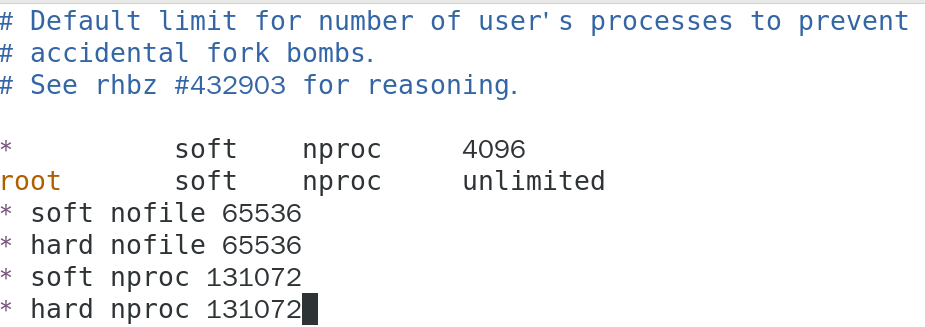 # Default limit for number of user's processes to prevent
# accidental fork bombs.
# See rhbz #432903 for reasoning.
* soft nproc 4096
root soft nproc unlimited
* soft nofile 65536
* hard nofile 65536
* soft nproc 131072
* hard nproc 131072